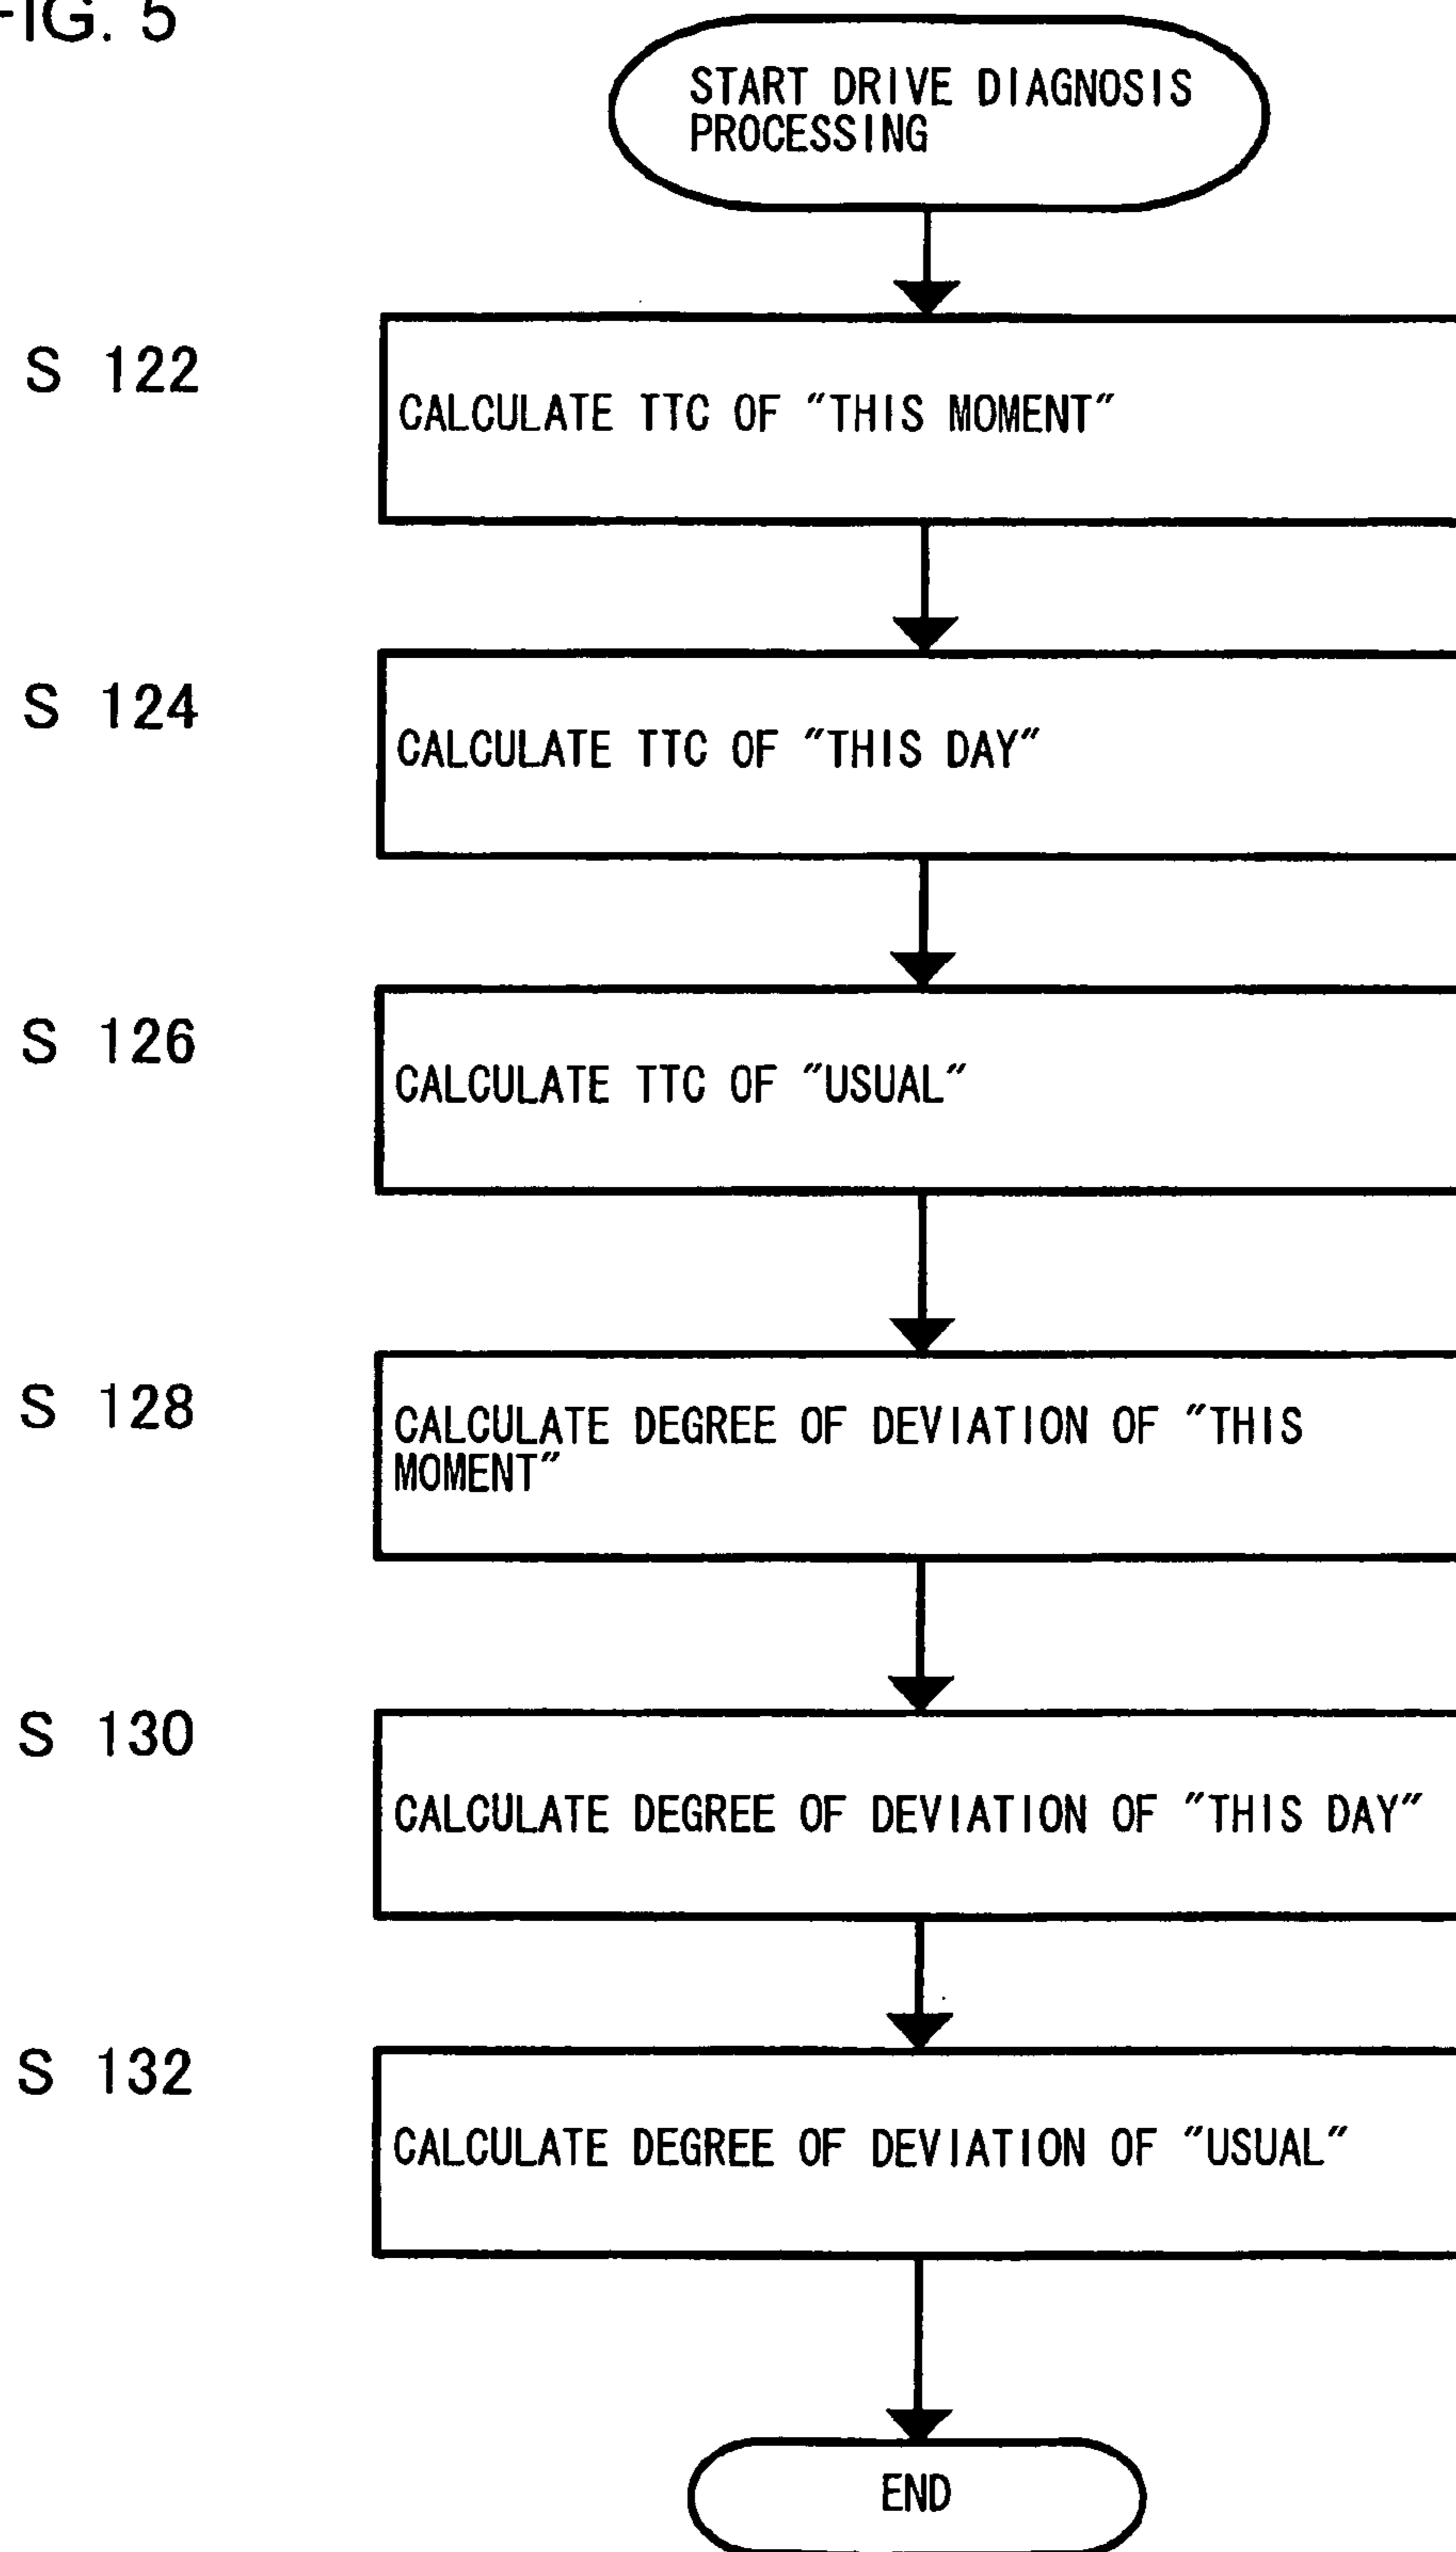 FIG. 5
START DRIVE DIAGNOSIS
PROCESSING
S 122
CALCULATE TTC OF "THIS MOMENT"
S 124
CALCULATE TTC OF "THIS DAY"
S 126
CALCULATE TTC OF "USUAL"
S 128
CALCULATE DEGREE OF DEVIATION OF "THIS
MOMENT"
S 130
CALCULATE DEGREE OF DEVIATION OF "THIS DAY"
S 132
CALCULATE DEGREE OF DEVIATION OF "USUAL"
END